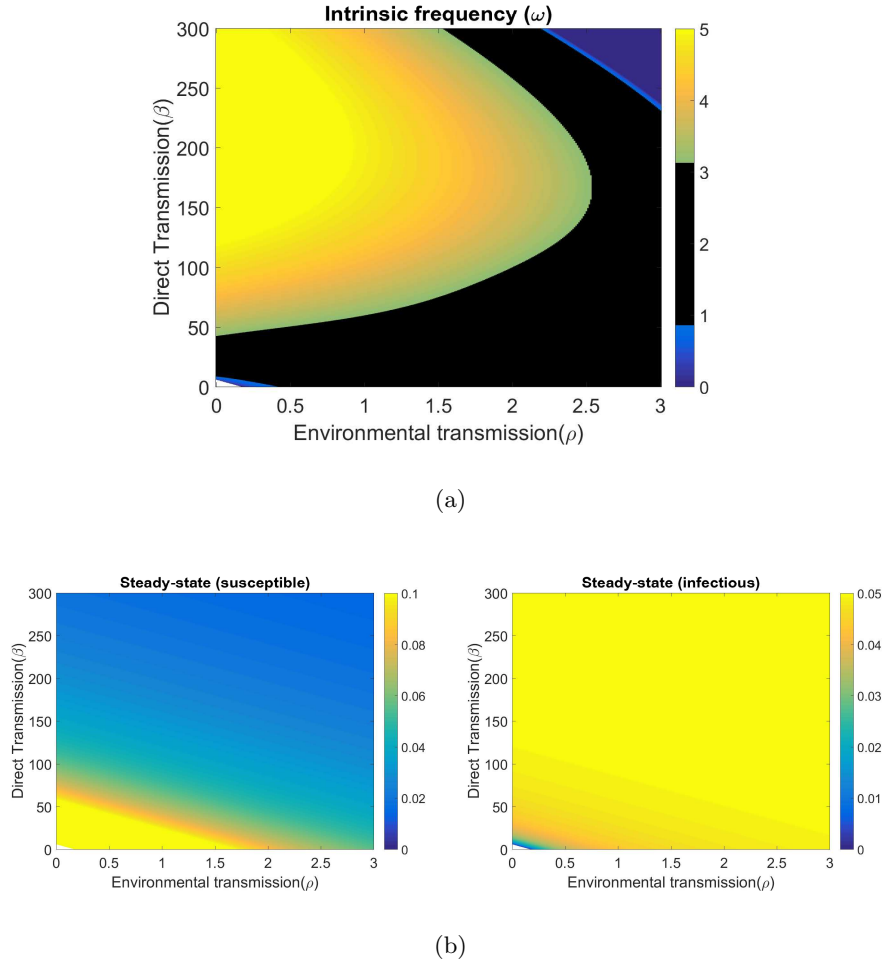 Intrinsic frequency (ω)
300
250
200
150
100
50
0
Direct Transmission(β)
0 0.5 1 1.5 2 2.5 3
Environmental transmission(ρ)
5
4
3
2
1
0
(a)
Steady-state (susceptible)
300
250
200
150
100
50
0
Direct Transmission(β)
0 0.5 1 1.5 2 2.5 3
Environmental transmission(ρ)
0.1
0.08
0.06
0.04
0.02
0
Steady-state (infectious)
300
250
200
150
100
50
0
Direct Transmission(β)
0 0.5 1 1.5 2 2.5 3
Environmental transmission(ρ)
0.05
0.04
0.03
0.02
0.01
0
(b)